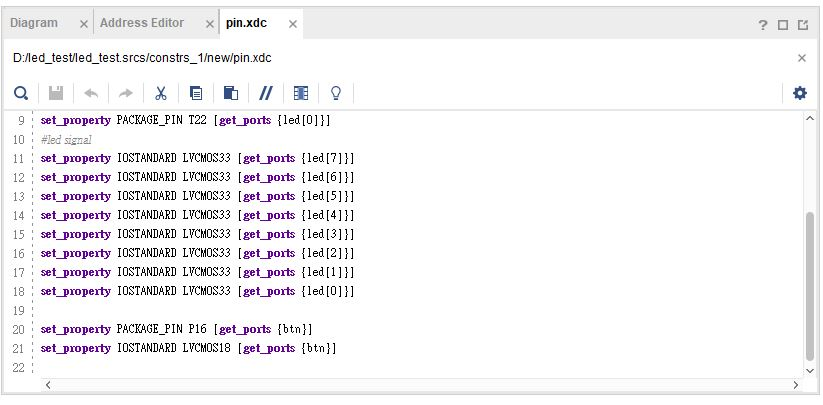 Diagram × Address Editor × pin.xdc × ?
D:/led_test/led_test.srcs/constrs_1/new/pin.xdc ×
9 set_property PACKAGE_PIN T22 [get_ports {led[0]}]
10 #led signal
11 set_property IOSTANDARD LVCMOS33 [get_ports {led[7]}]
12 set_property IOSTANDARD LVCMOS33 [get_ports {led[6]}]
13 set_property IOSTANDARD LVCMOS33 [get_ports {led[5]}]
14 set_property IOSTANDARD LVCMOS33 [get_ports {led[4]}]
15 set_property IOSTANDARD LVCMOS33 [get_ports {led[3]}]
16 set_property IOSTANDARD LVCMOS33 [get_ports {led[2]}]
17 set_property IOSTANDARD LVCMOS33 [get_ports {led[1]}]
18 set_property IOSTANDARD LVCMOS33 [get_ports {led[0]}]
19
20 set_property PACKAGE_PIN P16 [get_ports {btn}]
21 set_property IOSTANDARD LVCMOS18 [get_ports {btn}]
22